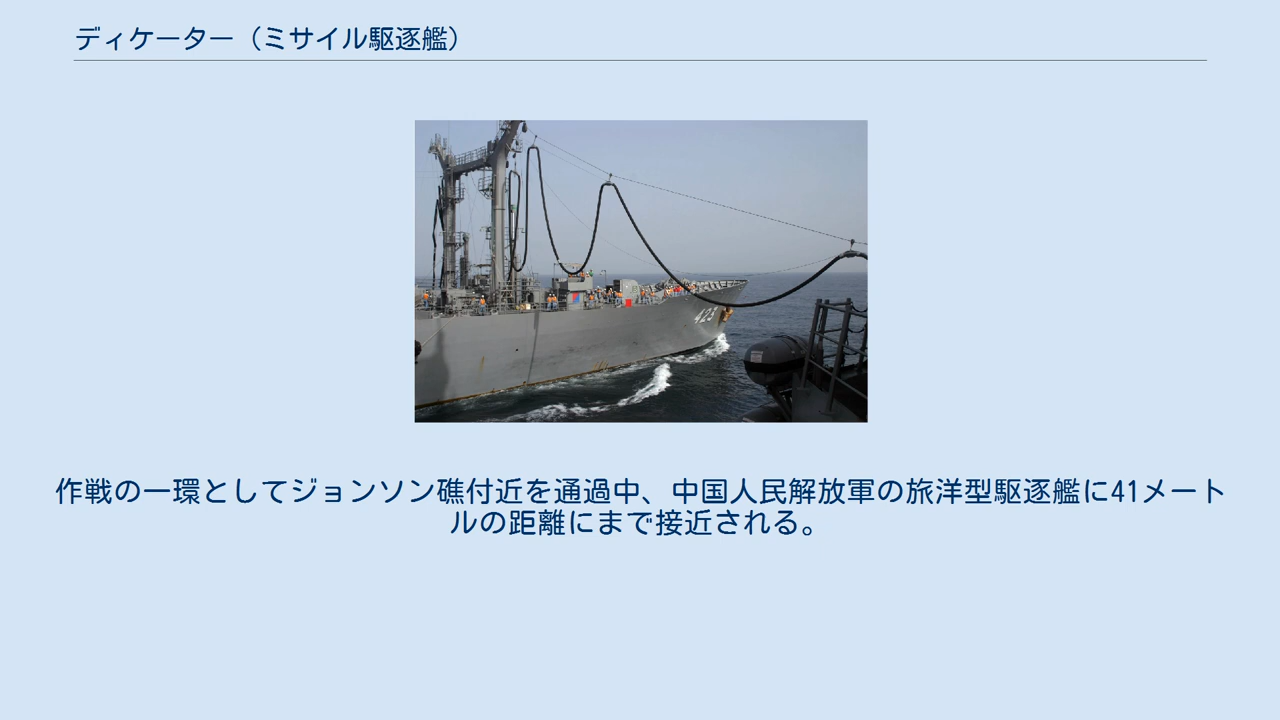 ディケーター（ミサイル駆逐艦）
423
作戦の一環としてジョンソン礁付近を通過中、中国人民解放軍の旅洋型駆逐艦に41メート
ルの距離にまで接近される。